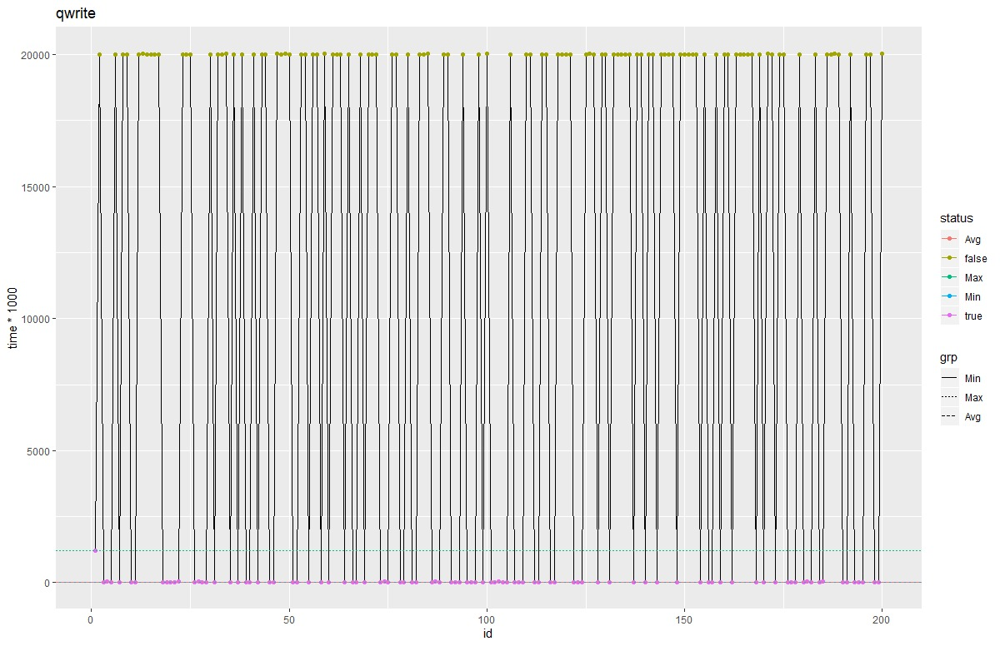 qwrite
time * 1000
20000
15000
10000
5000
0
0
50
100
150
200
id
status
Avg
false
Max
Min
true
grp
Min
Max
Avg